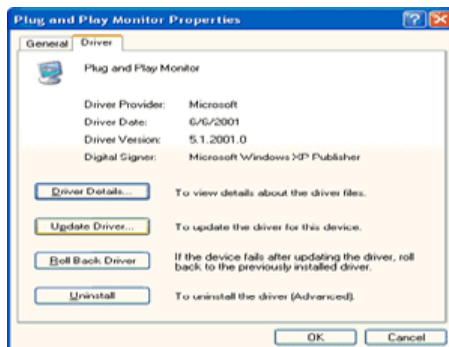 Plug and Play Monitor Properties
General Driver
Plug and Play Monitor
Driver Provider: Microsoft
Driver Date: 6/6/2001
Driver Version: 5.1.2001.0
Digital Signer: Microsoft Windows XP Publisher
Driver Details... To view details about the driver files.
Update Driver... To update the driver for this device.
Roll Back Driver If the device fails after updating the driver, roll
back to the previously installed driver.
Uninstall To uninstall the driver (Advanced).
OK Cancel